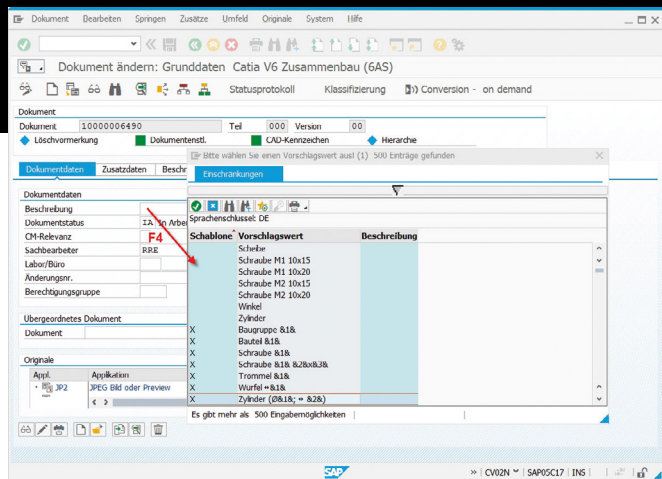 Dokument Bearbeiten Springen Zusätze Umfeld Originale System Hilfe
Dokument ändern: Grunddaten Catia V6 Zusammenbau (6AS)
Statusprotokoll Klassifizierung Conversion - on demand
Dokument
Dokument 10000006490 Teil 000 Version 00
Löschvormerkung Dokumentenstl. CAD-Kennzeichen Hierarchie
Bitte wählen Sie einen Vorschlagswert aus! (1) 500 Einträge gefunden
Einschränkungen
Dokumentdaten Zusatzdaten Beschr
Dokumentdaten
Beschreibung
Dokumentstatus IA In Arbe
CM-Relevanz F4
Sachbearbeiter RRE
Labor/Büro
Änderungsnr.
Berechtigungsgruppe
Übergeordnetes Dokument
Dokument
Originale
Appl. Applikation
JP2 JPEG Bild oder Preview
Sprachenschlüssel: DE
Schablone Vorschlagswert Beschreibung
Scheibe
Schraube M1 10x15
Schraube M1 10x20
Schraube M2 10x15
Schraube M2 10x20
Winkel
Zylinder
X Baugruppe &1&
X Bauteil &1&
X Schraube &1&
X Schraube &1& &2&x&3&
X Trommel &1&
X Würfel ↔&1&
X Zylinder (Ø&1&; ↔ &2&)
Es gibt mehr als 500 Eingabemöglichkeiten
SAP
» CV02N SAP05C17 INS